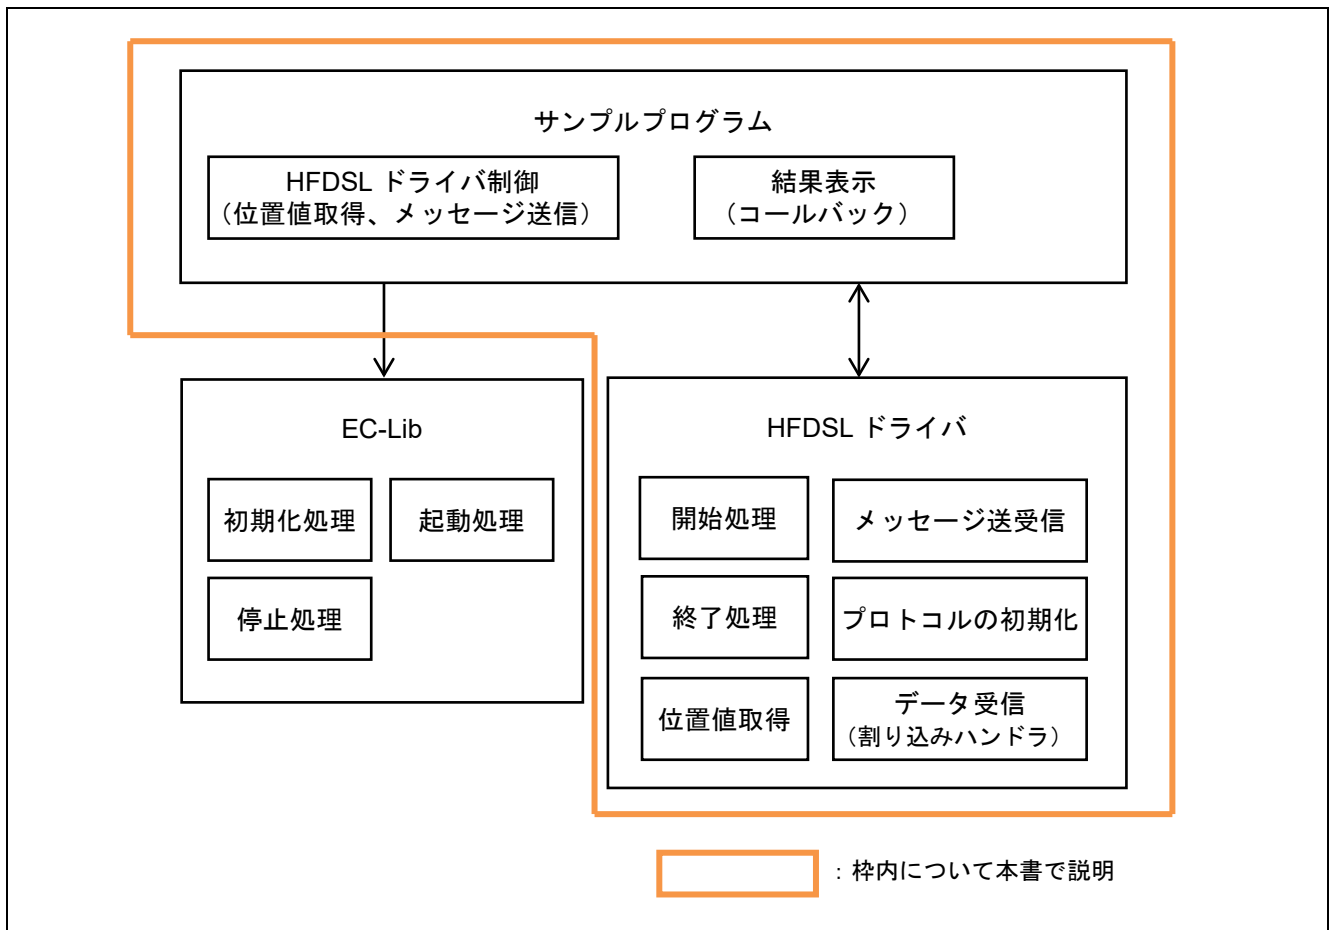 サンプルプログラム
HFDSL ドライバ制御
（位置値取得、メッセージ送信）
結果表示
（コールバック）
EC-Lib
初期化処理
起動処理
停止処理
HFDSL ドライバ
開始処理
メッセージ送受信
終了処理
プロトコルの初期化
位置値取得
データ受信
（割り込みハンドラ）
：枠内について本書で説明